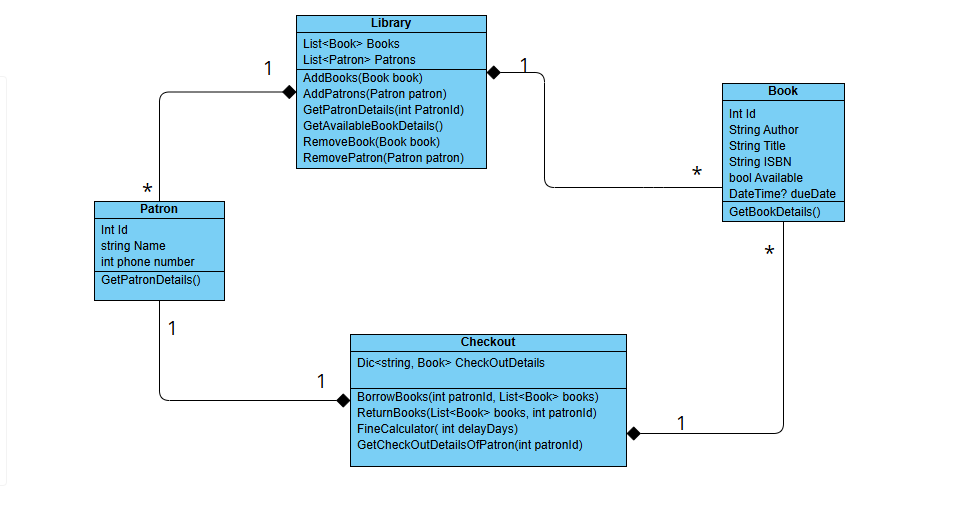 Library
List<Book> Books
List<Patron> Patrons
AddBooks(Book book)
AddPatrons(Patron patron)
GetPatronDetails(int PatronId)
GetAvailableBookDetails()
RemoveBook(Book book)
RemovePatron(Patron patron)
1
1
*
*
Book
Int Id
String Author
String Title
String ISBN
bool Available
DateTime? dueDate
GetBookDetails()
Patron
Int Id
string Name
int phone number
GetPatronDetails()
*
1
1
1
Checkout
Dic<string, Book> CheckOutDetails
BorrowBooks(int patronId, List<Book> books)
ReturnBooks(List<Book> books, int patronId)
FineCalculator( int delayDays)
GetCheckOutDetailsOfPatron(int patronId)